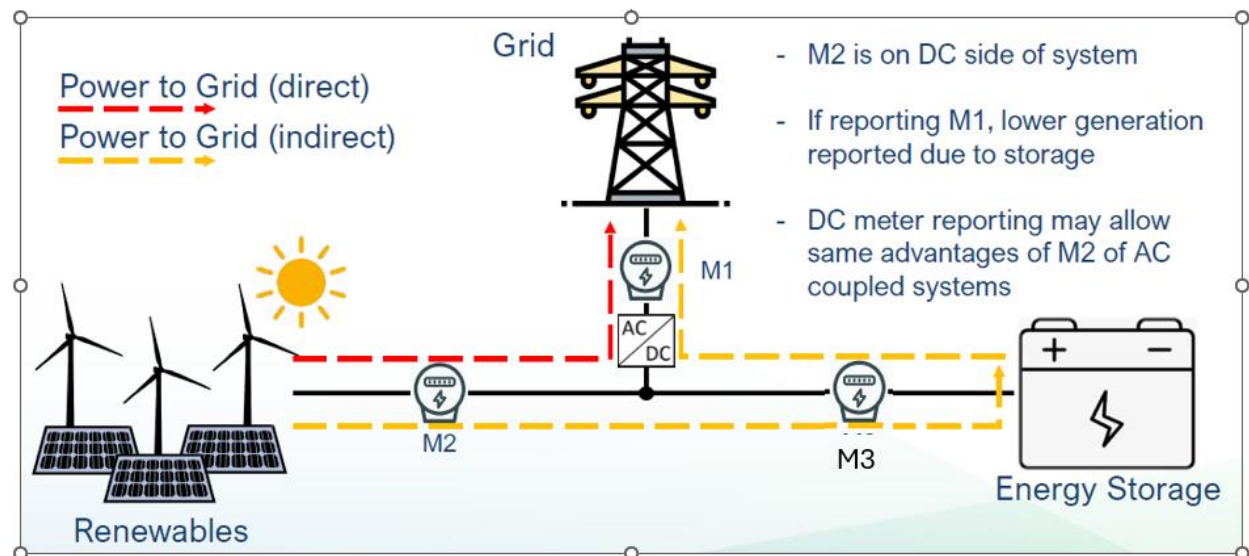 Grid
Power to Grid (direct)
Power to Grid (indirect)
- M2 is on DC side of system
- If reporting M1, lower generation
reported due to storage
- DC meter reporting may allow
same advantages of M2 of AC
coupled systems
M1
AC
DC
+ −
M2
M3
Renewables
Energy Storage